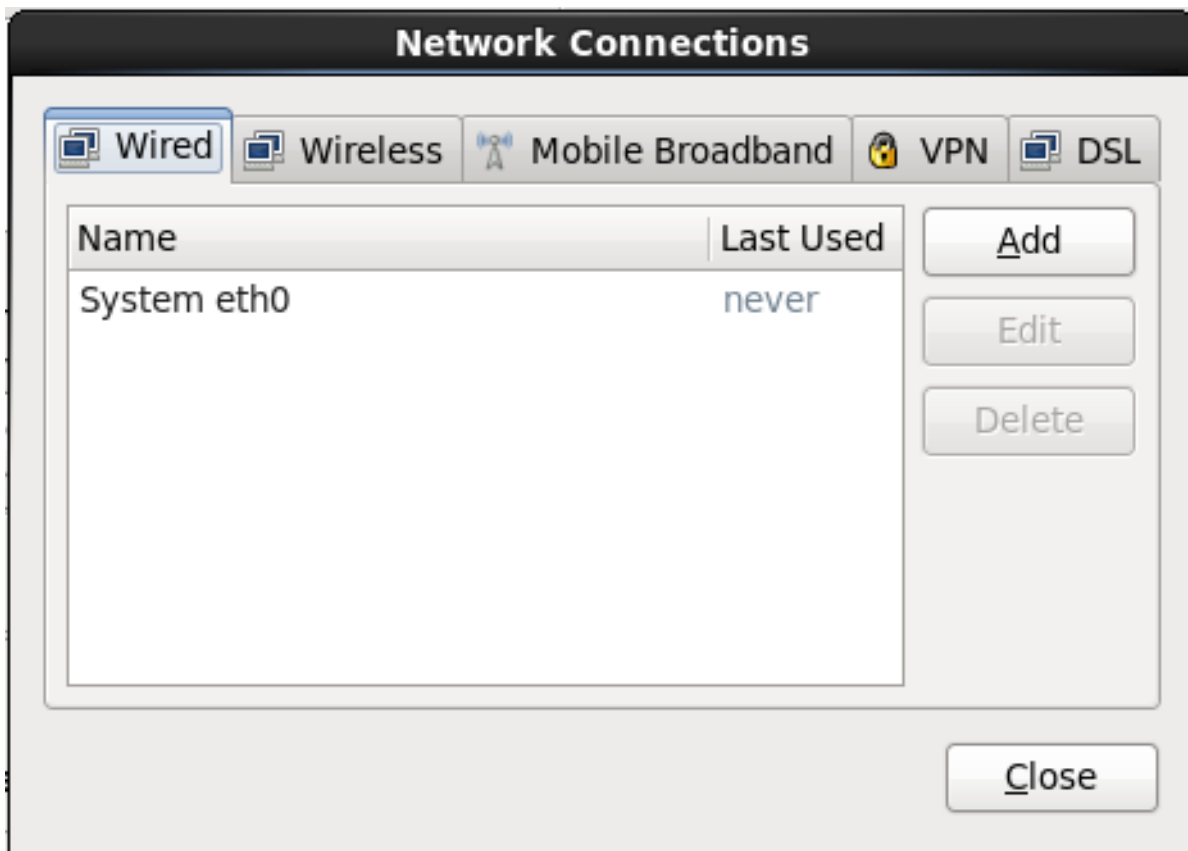 Network Connections
Wired Wireless Mobile Broadband VPN DSL
Name Last Used Add
System eth0 never
Edit
Delete
Close